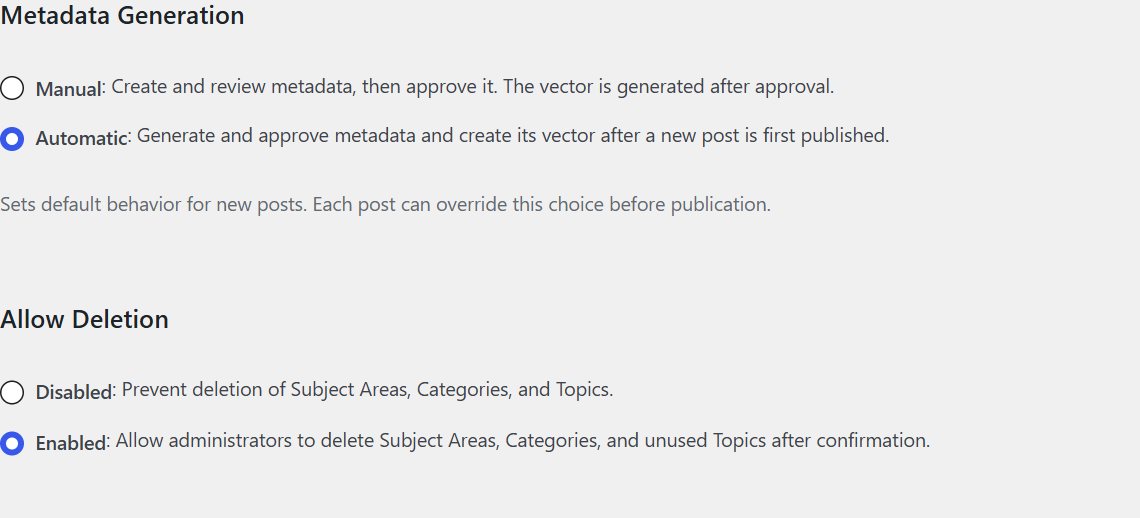 Metadata Generation
Manual: Create and review metadata, then approve it. The vector is generated after approval.
Automatic: Generate and approve metadata and create its vector after a new post is first published.
Sets default behavior for new posts. Each post can override this choice before publication.
Allow Deletion
Disabled: Prevent deletion of Subject Areas, Categories, and Topics.
Enabled: Allow administrators to delete Subject Areas, Categories, and unused Topics after confirmation.